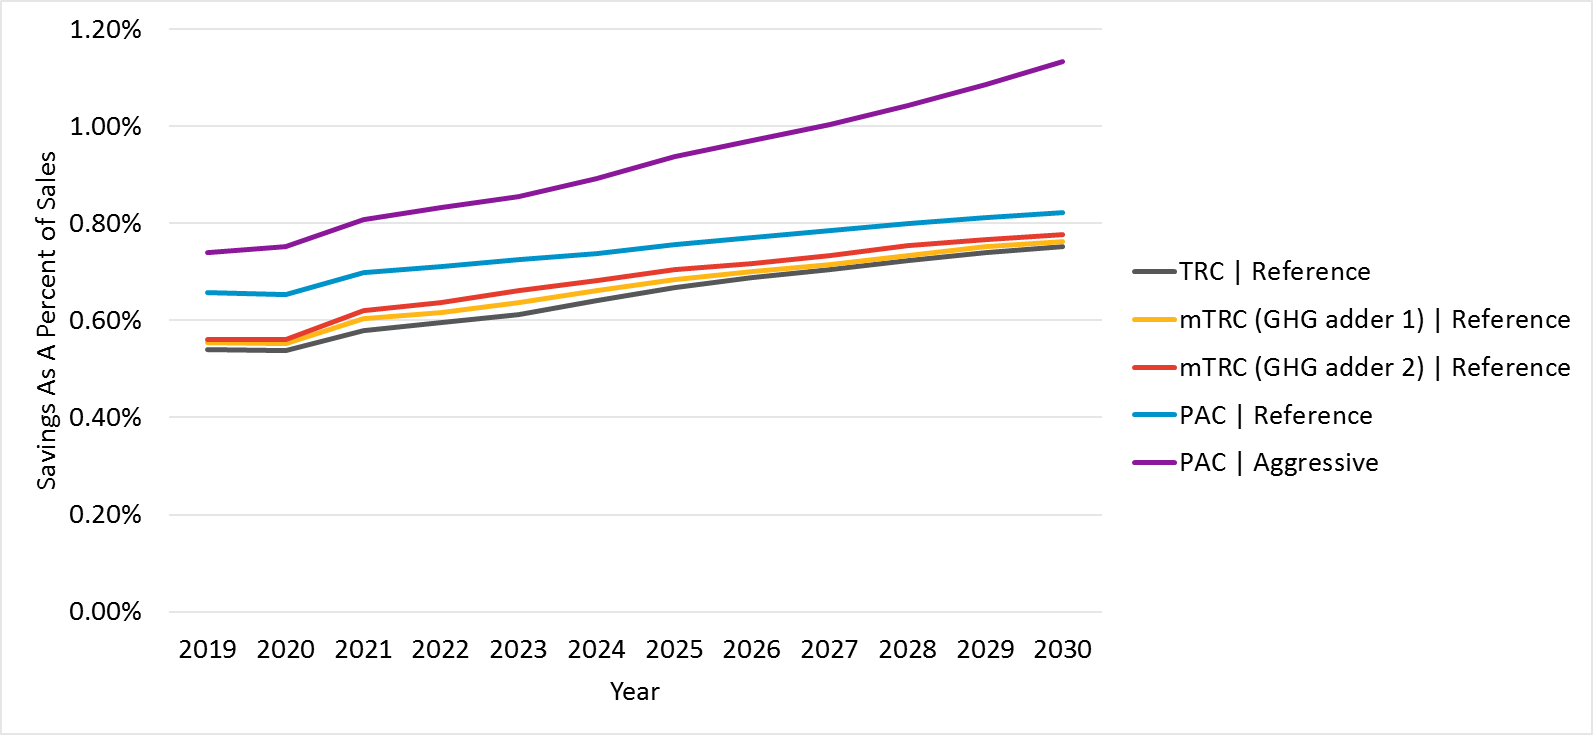 1.20%
1.00%
0.80%
0.60%
0.40%
0.20%
0.00%
Savings As A Percent of Sales
2019 2020 2021 2022 2023 2024 2025 2026 2027 2028 2029 2030
Year
TRC | Reference
mTRC (GHG adder 1) | Reference
mTRC (GHG adder 2) | Reference
PAC | Reference
PAC | Aggressive